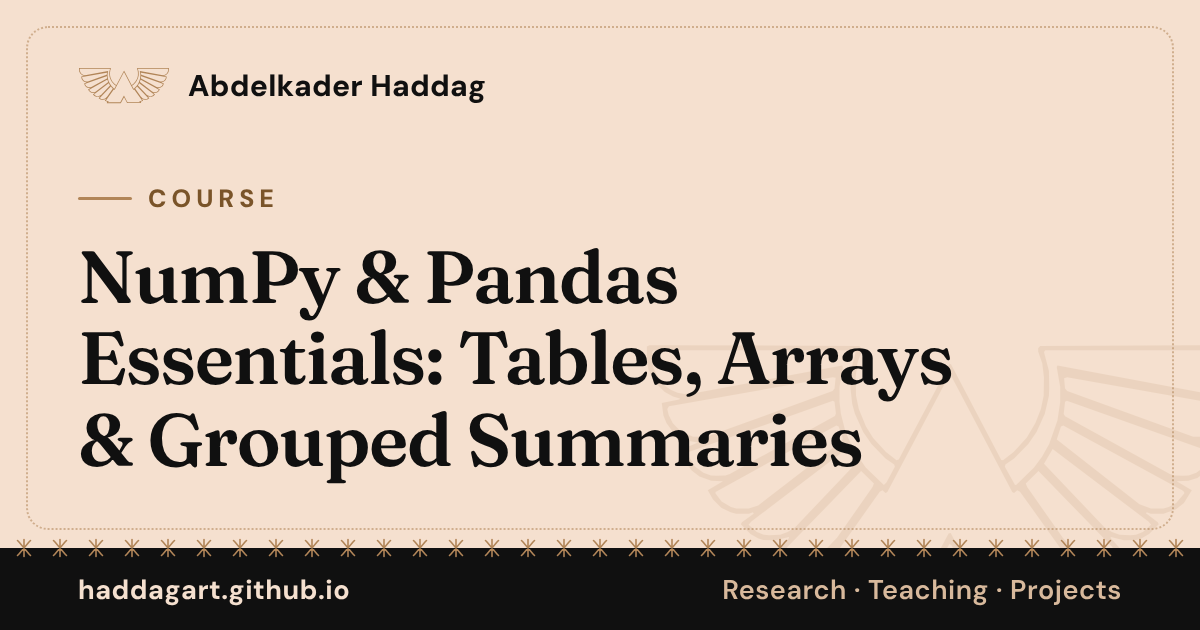 Abdelkader Haddag
COURSE
NumPy & Pandas
Essentials: Tables, Arrays
& Grouped Summaries
haddagart.github.io
Research · Teaching · Projects